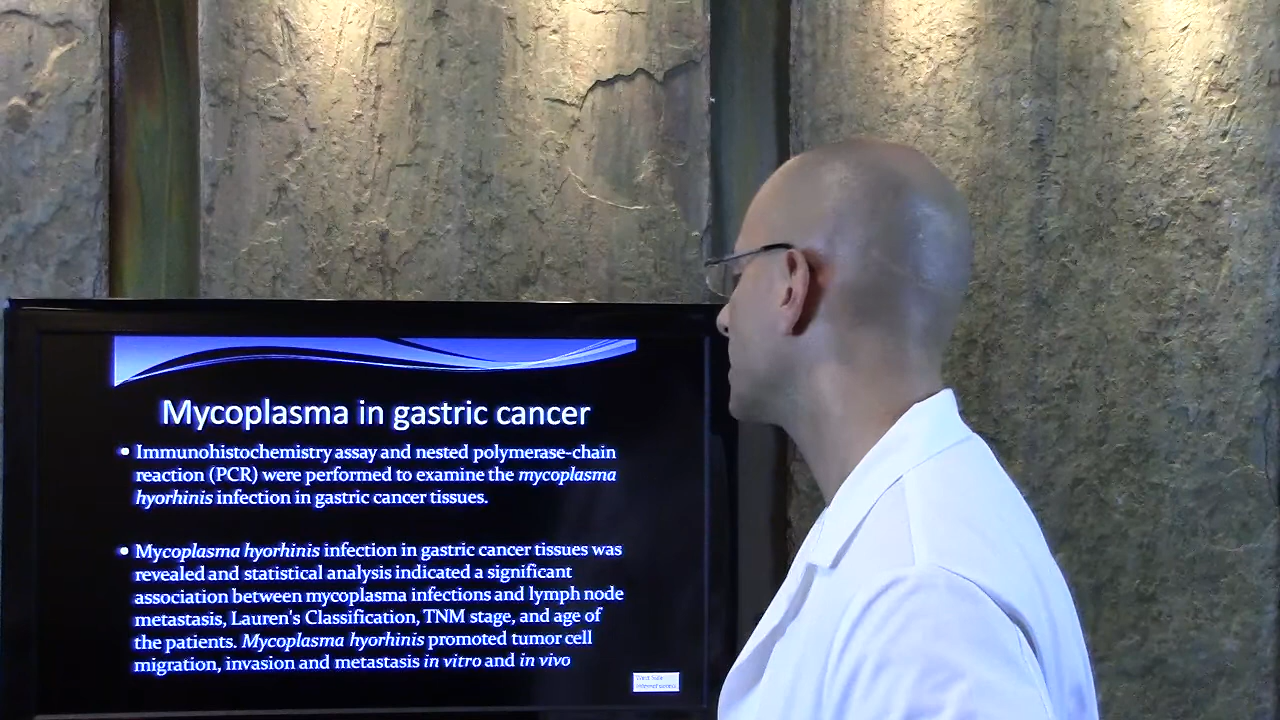 Mycoplasma in gastric cancer
• Immunohistochemistry assay and nested polymerase-chain
reaction (PCR) were performed to examine the mycoplasma
hyorhinis infection in gastric cancer tissues.
• Mycoplasma hyorhinis infection in gastric cancer tissues was
revealed and statistical analysis indicated a significant
association between mycoplasma infections and lymph node
metastasis, Lauren's Classification, TNM stage, and age of
the patients. Mycoplasma hyorhinis promoted tumor cell
migration, invasion and metastasis in vitro and in vivo